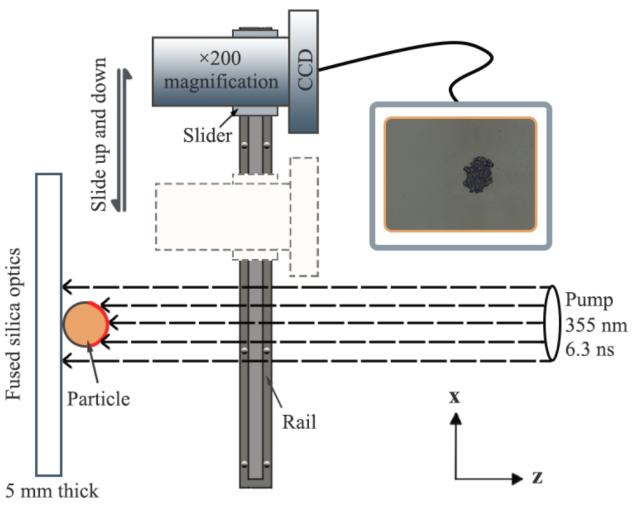 ×200
magnification
CCD
Slider
Slide up and down
Fused silica optics
Pump
355 nm
6.3 ns
Particle
Rail
x
z
5 mm thick